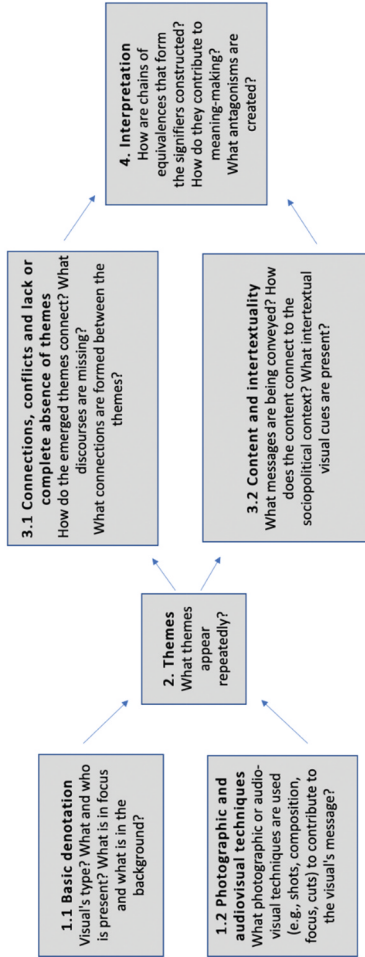 1.1 Basic denotation
Visual's type? What and who
is present? What is in focus
and what is in the
background?
1.2 Photographic and
audiovisual techniques
What photographic or audio-
visual techniques are used
(e.g., shots, composition,
focus, cuts) to contribute to
the visual's message?
2. Themes
What themes
appear
repeatedly?
3.1 Connections, conflicts and lack or
complete absence of themes
How do the emerged themes connect? What
discourses are missing?
What connections are formed between the
themes?
3.2 Content and intertextuality
What messages are being conveyed? How
does the content connect to the
sociopolitical context? What intertextual
visual cues are present?
4. Interpretation
How are chains of
equivalences that form
the signifiers constructed?
How do they contribute to
meaning-making?
What antagonisms are
created?